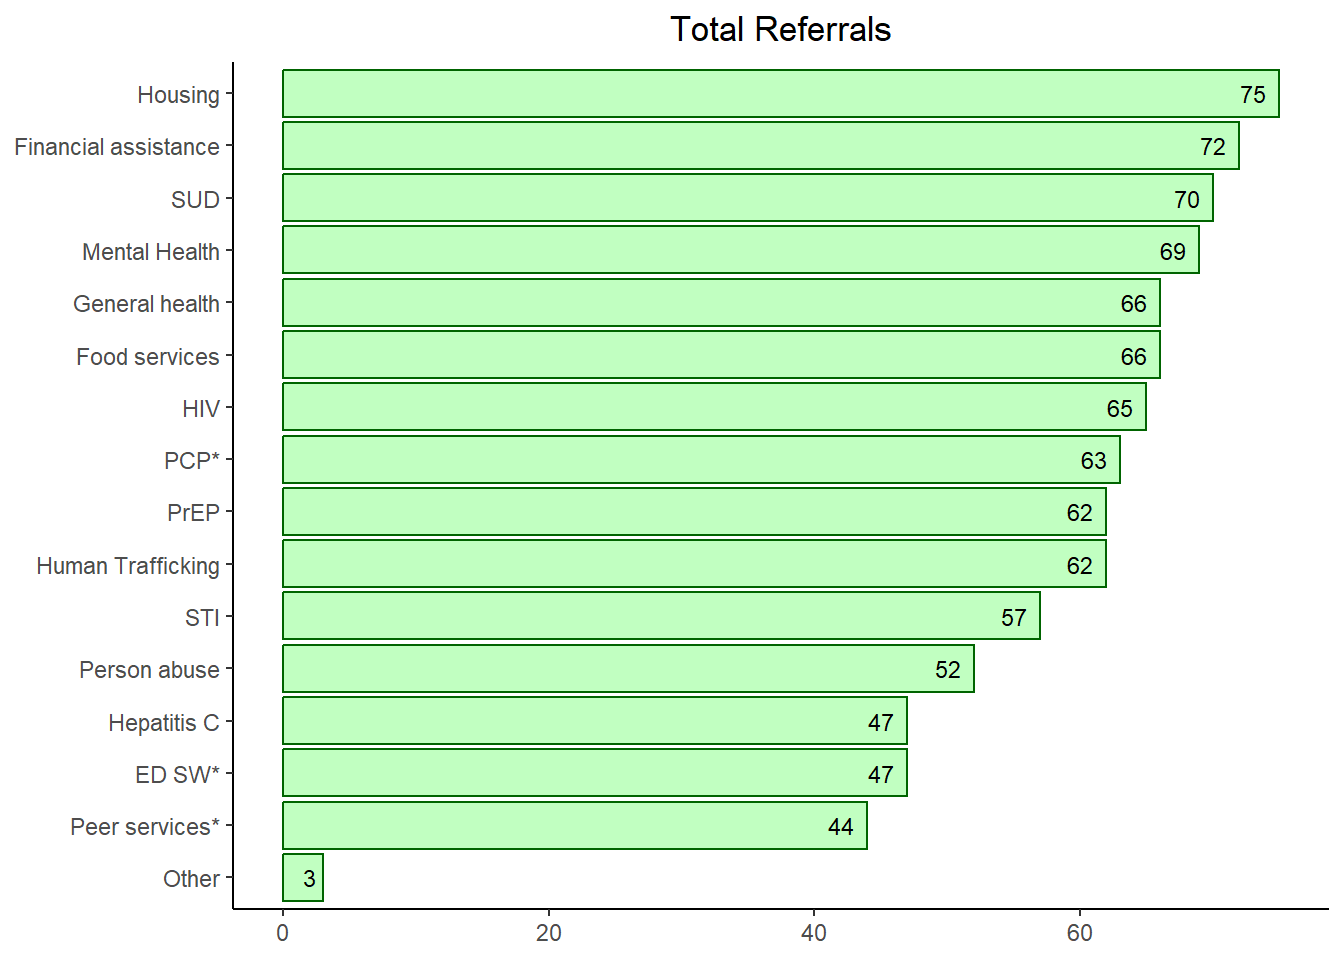 Total Referrals
Housing 75
Financial assistance 72
SUD 70
Mental Health 69
General health 66
Food services 66
HIV 65
PCP* 63
PrEP 62
Human Trafficking 62
STI 57
Person abuse 52
Hepatitis C 47
ED SW* 47
Peer services* 44
Other 3
0 20 40 60